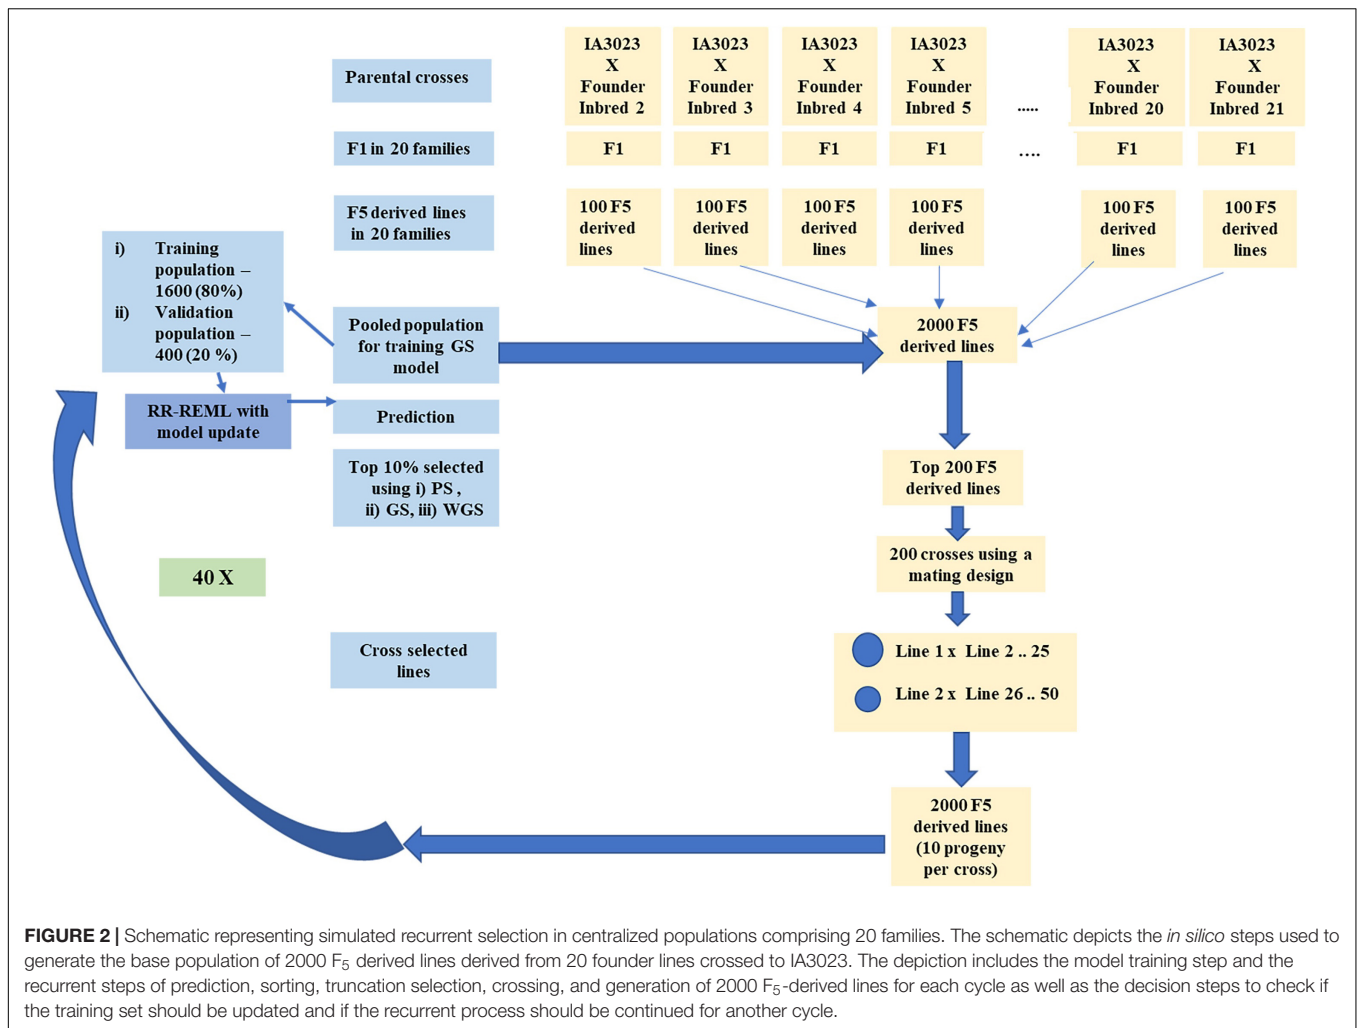 Parental crosses
IA3023
X
Founder
Inbred 2
IA3023
X
Founder
Inbred 3
IA3023
X
Founder
Inbred 4
IA3023
X
Founder
Inbred 5
.....
IA3023
X
Founder
Inbred 20
IA3023
X
Founder
Inbred 21
F1 in 20 families
F1
F1
F1
F1
....
F1
F1
F5 derived lines
in 20 families
100 F5
derived
lines
100 F5
derived
lines
100 F5
derived
lines
100 F5
derived
lines
100 F5
derived
lines
100 F5
derived
lines
i) Training
population –
1600 (80%)
ii) Validation
population –
400 (20 %)
Pooled population
for training GS
model
2000 F5
derived lines
RR-REML with
model update
Prediction
Top 10% selected
using i) PS ,
ii) GS, iii) WGS
Top 200 F5
derived lines
200 crosses using a
mating design
40 X
Cross selected
lines
Line 1 x Line 2 .. 25
Line 2 x Line 26 .. 50
2000 F5
derived lines
(10 progeny
per cross)
FIGURE 2 | Schematic representing simulated recurrent selection in centralized populations comprising 20 families. The schematic depicts the in silico steps used to
generate the base population of 2000 F5 derived lines derived from 20 founder lines crossed to IA3023. The depiction includes the model training step and the
recurrent steps of prediction, sorting, truncation selection, crossing, and generation of 2000 F5-derived lines for each cycle as well as the decision steps to check if
the training set should be updated and if the recurrent process should be continued for another cycle.